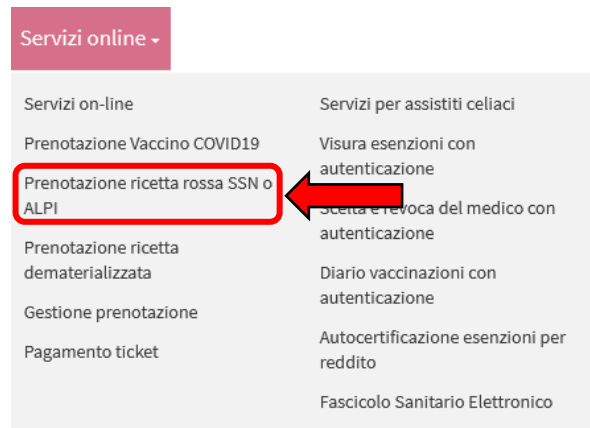 Servizi online
Servizi on-line
Prenotazione Vaccino COVID19
Prenotazione ricetta rossa SSN o
ALPI
Prenotazione ricetta
dematerializzata
Gestione prenotazione
Pagamento ticket
Servizi per assistiti celiaci
Visura esenzioni con
autenticazione
Scelta e revoca del medico con
autenticazione
Diario vaccinazioni con
autenticazione
Autocertificazione esenzioni per
reddito
Fascicolo Sanitario Elettronico